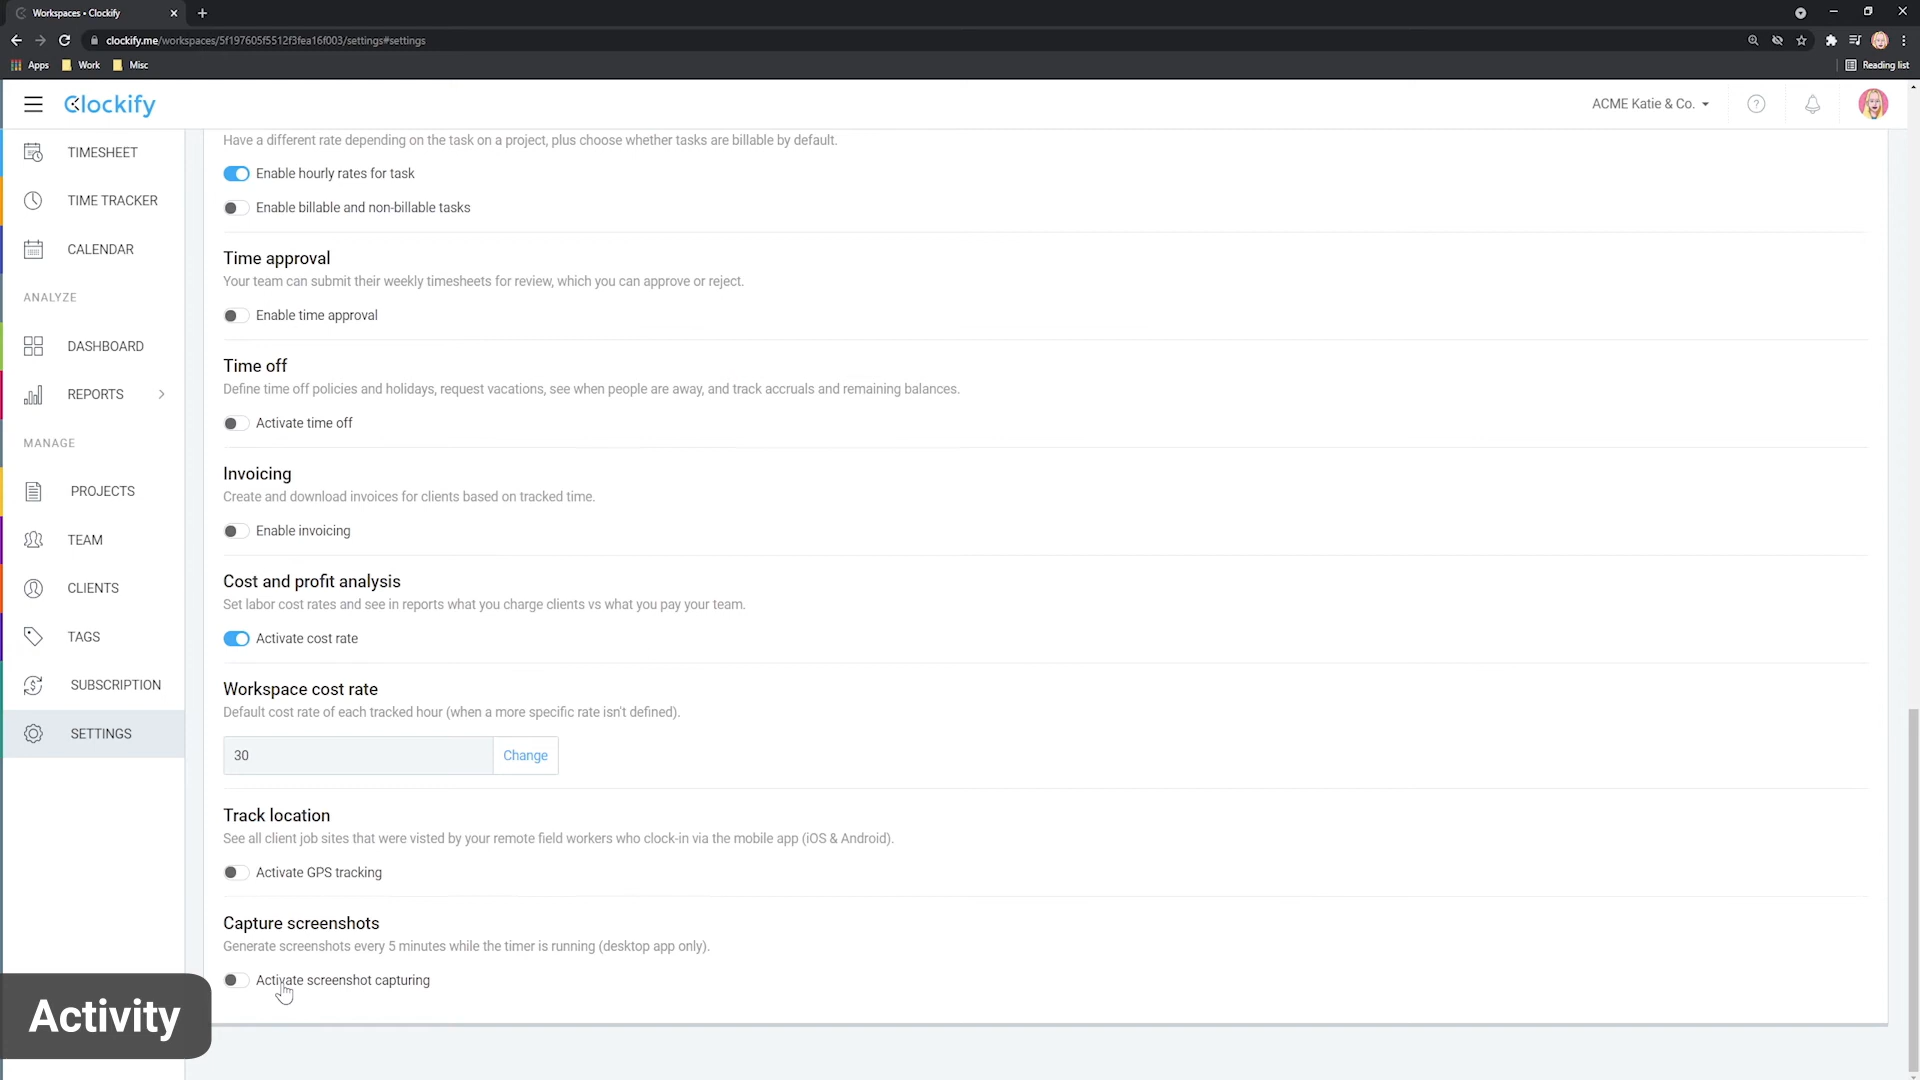 Workspaces • Clockify
clockify.me/workspaces/5f197605f5512f3fea16f003/settings#settings
Apps
Work
Misc
Reading list
Clockify
ACME Katie & Co.
TIMESHEET
TIME TRACKER
CALENDAR
ANALYZE
DASHBOARD
REPORTS
MANAGE
PROJECTS
TEAM
CLIENTS
TAGS
SUBSCRIPTION
SETTINGS
Have a different rate depending on the task on a project, plus choose whether tasks are billable by default.
Enable hourly rates for task
Enable billable and non-billable tasks
Time approval
Your team can submit their weekly timesheets for review, which you can approve or reject.
Enable time approval
Time off
Define time off policies and holidays, request vacations, see when people are away, and track accruals and remaining balances.
Activate time off
Invoicing
Create and download invoices for clients based on tracked time.
Enable invoicing
Cost and profit analysis
Set labor cost rates and see in reports what you charge clients vs what you pay your team.
Activate cost rate
Workspace cost rate
Default cost rate of each tracked hour (when a more specific rate isn't defined).
30
Change
Track location
See all client job sites that were visted by your remote field workers who clock-in via the mobile app (iOS & Android).
Activate GPS tracking
Capture screenshots
Generate screenshots every 5 minutes while the timer is running (desktop app only).
Activate screenshot capturing
Activity